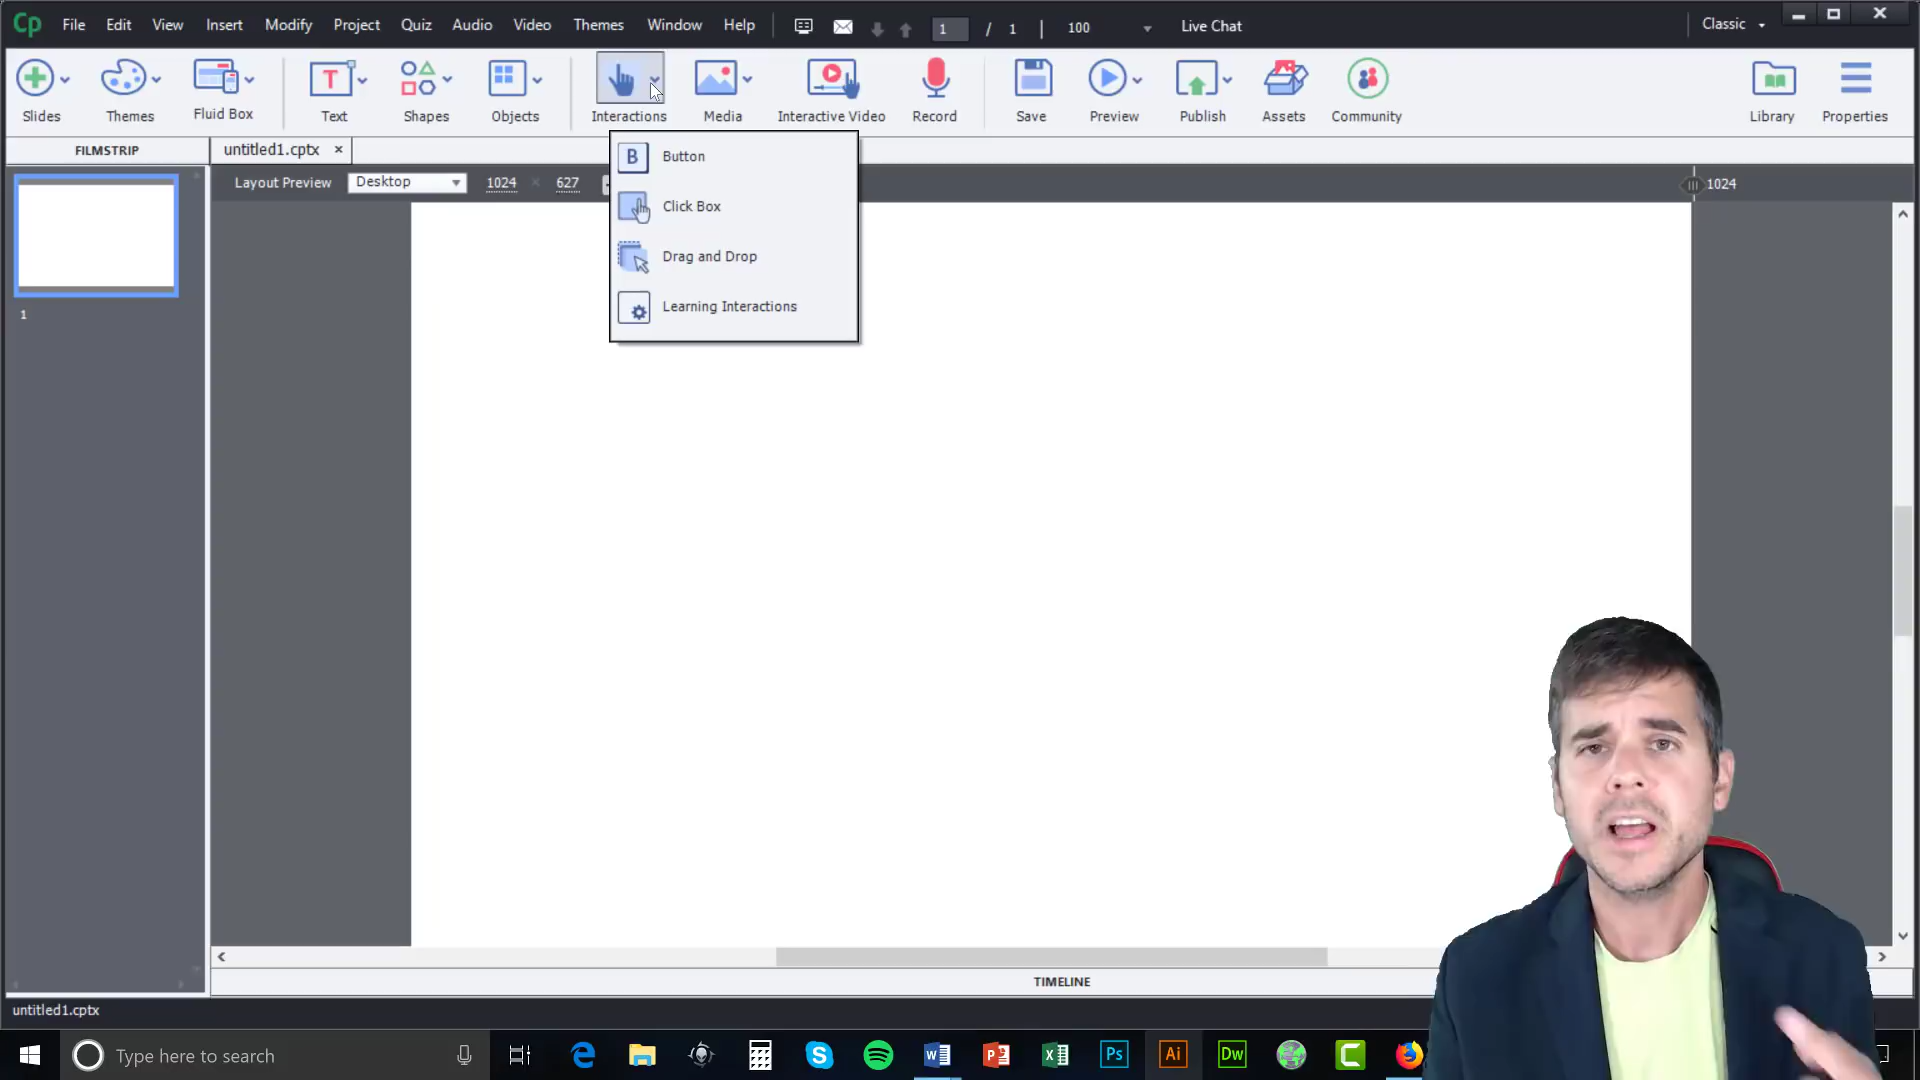 Cp File Edit View Insert Modify Project Quiz Audio Video Themes Window Help 1 / 1 | 100 Live Chat Classic
T
Slides Themes Fluid Box Text Shapes Objects Interactions Media Interactive Video Record Save Preview Publish Assets Community Library Properties
FILMSTRIP untitled1.cptx ×
B Button
Layout Preview Desktop 1024 × 627 1024
Click Box
Drag and Drop
Learning Interactions
1
TIMELINE
untitled1.cptx
Type here to search
Ps Ai Dw